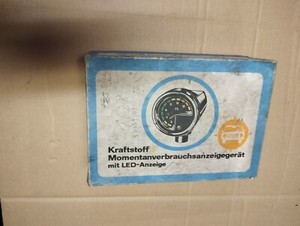 Kraftstoff
Momentanverbrauchsanzeigegerät
mit LED-Anzeige